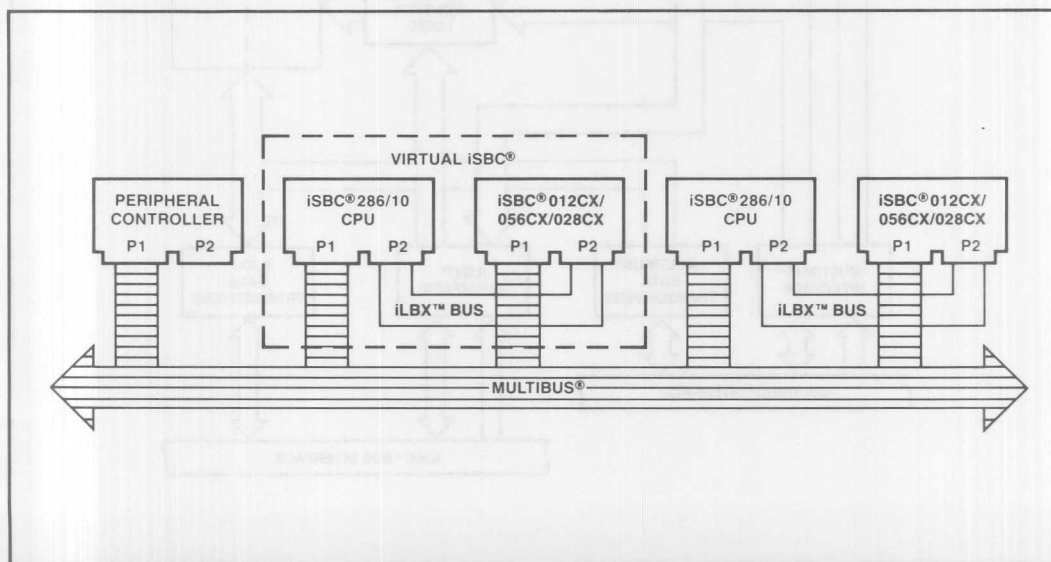 VIRTUAL iSBC®
PERIPHERAL
CONTROLLER
P1 P2
iSBC® 286/10
CPU
P1 P2
iSBC® 012CX/
056CX/028CX
P1 P2
iLBX™ BUS
iSBC® 286/10
CPU
P1 P2
iSBC® 012CX/
056CX/028CX
P1 P2
iLBX™ BUS
MULTIBUS®